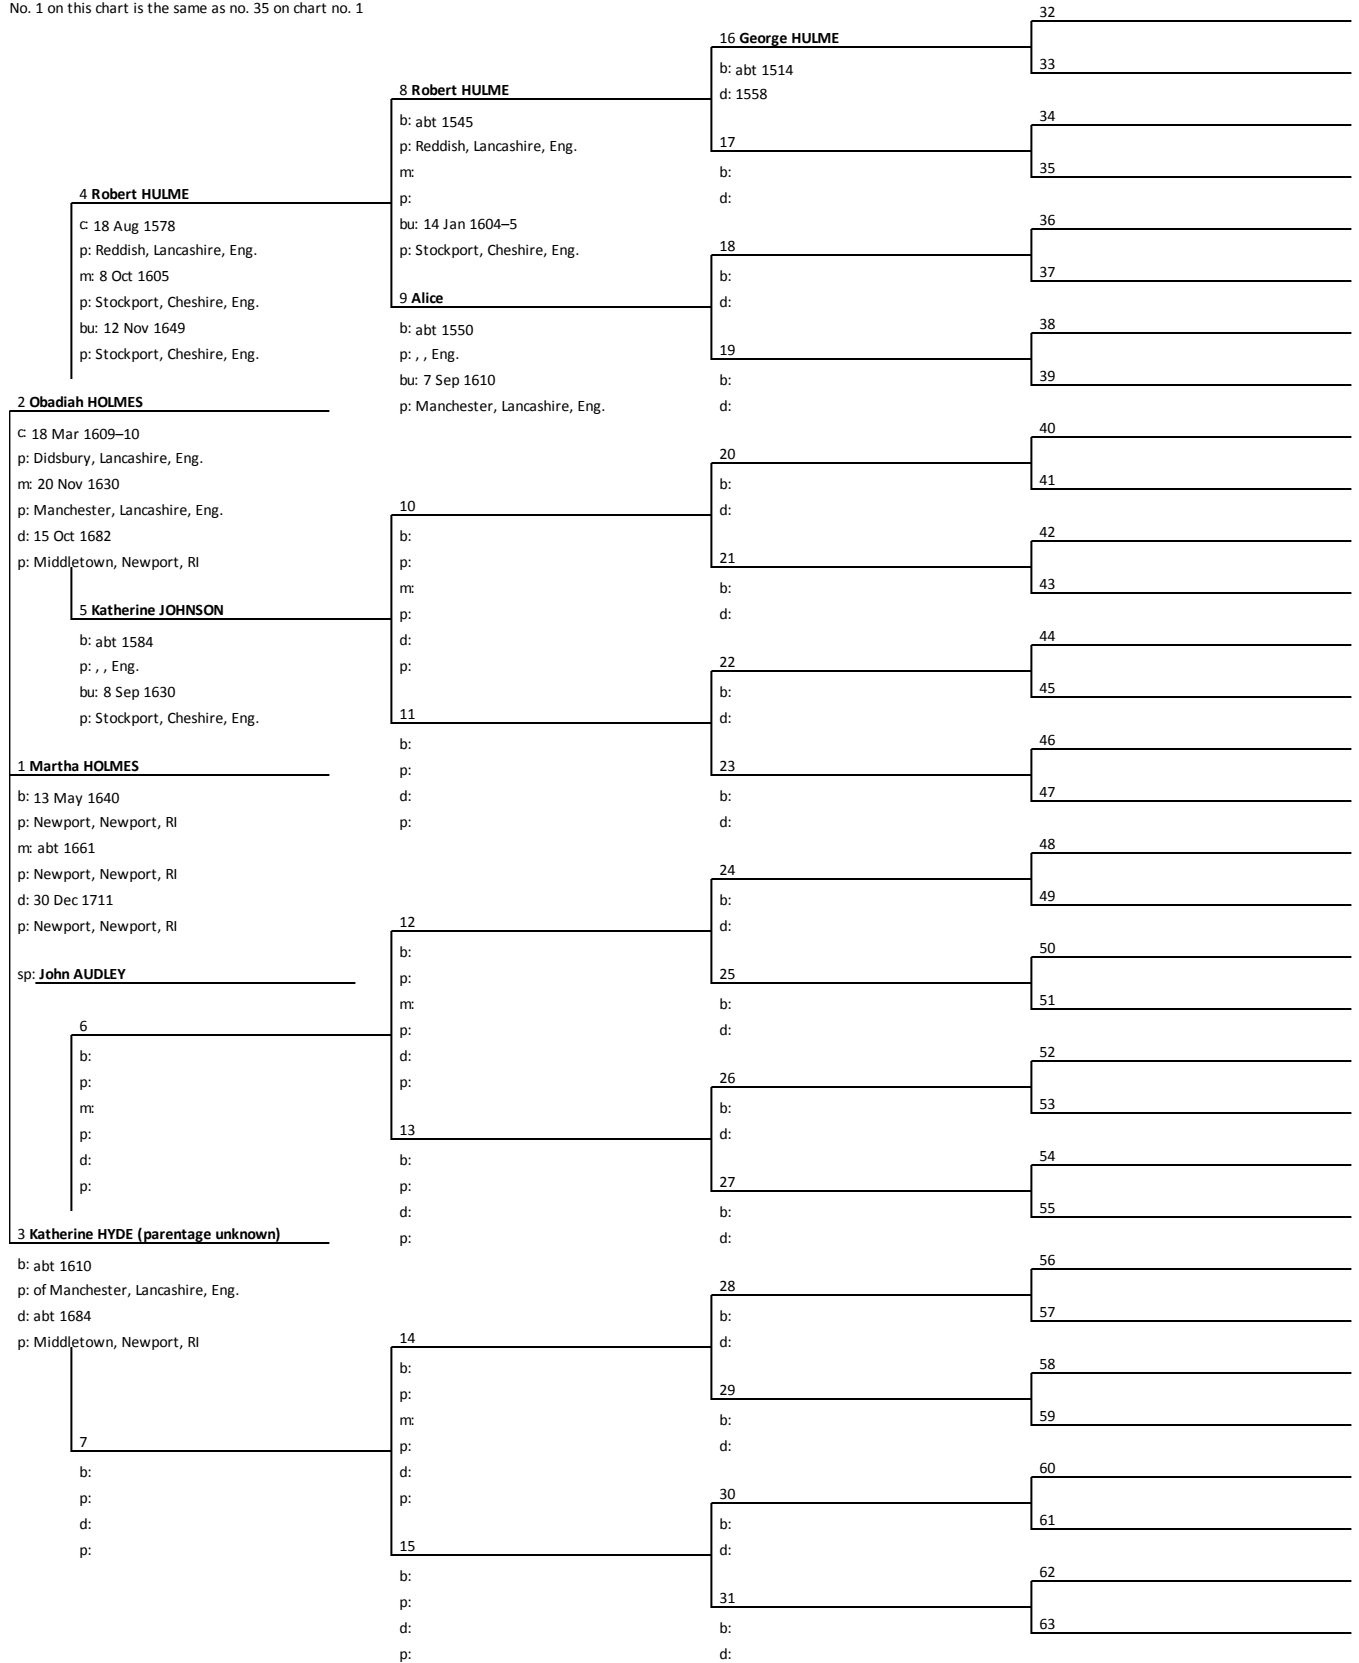 No. 1 on this chart is the same as no. 35 on chart no. 1
4 Robert HULME
c: 18 Aug 1578
p: Reddish, Lancashire, Eng.
m: 8 Oct 1605
p: Stockport, Cheshire, Eng.
bu: 12 Nov 1649
p: Stockport, Cheshire, Eng.
2 Obadiah HOLMES
c: 18 Mar 1609–10
p: Didsbury, Lancashire, Eng.
m: 20 Nov 1630
p: Manchester, Lancashire, Eng.
d: 15 Oct 1682
p: Middletown, Newport, RI
5 Katherine JOHNSON
b: abt 1584
p: , , Eng.
bu: 8 Sep 1630
p: Stockport, Cheshire, Eng.
1 Martha HOLMES
b: 13 May 1640
p: Newport, Newport, RI
m: abt 1661
p: Newport, Newport, RI
d: 30 Dec 1711
p: Newport, Newport, RI
sp: John AUDLEY
6
b:
p:
m:
p:
d:
p:
3 Katherine HYDE (parentage unknown)
b: abt 1610
p: of Manchester, Lancashire, Eng.
d: abt 1684
p: Middletown, Newport, RI
7
b:
p:
d:
p:
8 Robert HULME
b: abt 1545
p: Reddish, Lancashire, Eng.
m:
p:
bu: 14 Jan 1604–5
p: Stockport, Cheshire, Eng.
9 Alice
b: abt 1550
p: , , Eng.
bu: 7 Sep 1610
p: Manchester, Lancashire, Eng.
10
b:
p:
m:
p:
d:
p:
11
b:
p:
d:
p:
12
b:
p:
m:
p:
d:
p:
13
b:
p:
d:
p:
14
b:
p:
m:
p:
d:
p:
15
b:
p:
d:
p:
16 George HULME
b: abt 1514
d: 1558
17
b:
d:
18
b:
d:
19
b:
d:
20
b:
d:
21
b:
d:
22
b:
d:
23
b:
d:
24
b:
d:
25
b:
d:
26
b:
d:
27
b:
d:
28
b:
d:
29
b:
d:
30
b:
d:
31
b:
d:
32
33
34
35
36
37
38
39
40
41
42
43
44
45
46
47
48
49
50
51
52
53
54
55
56
57
58
59
60
61
62
63